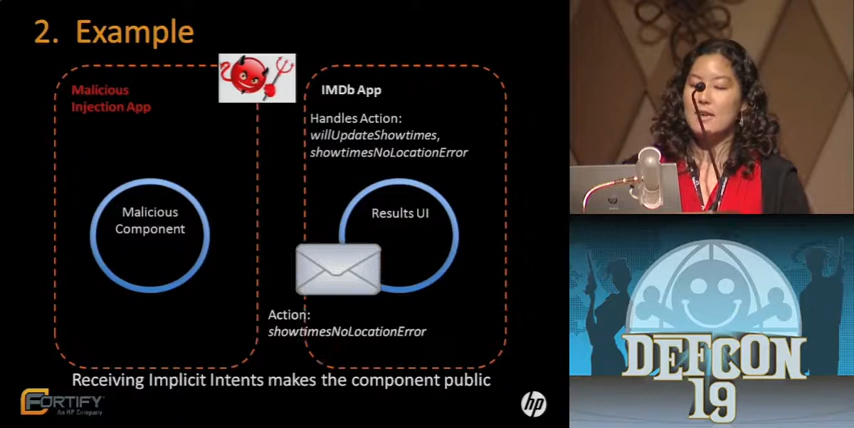 2. Example
Malicious
Injection App
IMDb App
Handles Action:
willUpdateShowtimes,
showtimesNoLocationError
Malicious
Component
Results UI
Action:
showtimesNoLocationError
Receiving Implicit Intents makes the component public
FORTIFY
An HP Company
hp
DEFCON
19